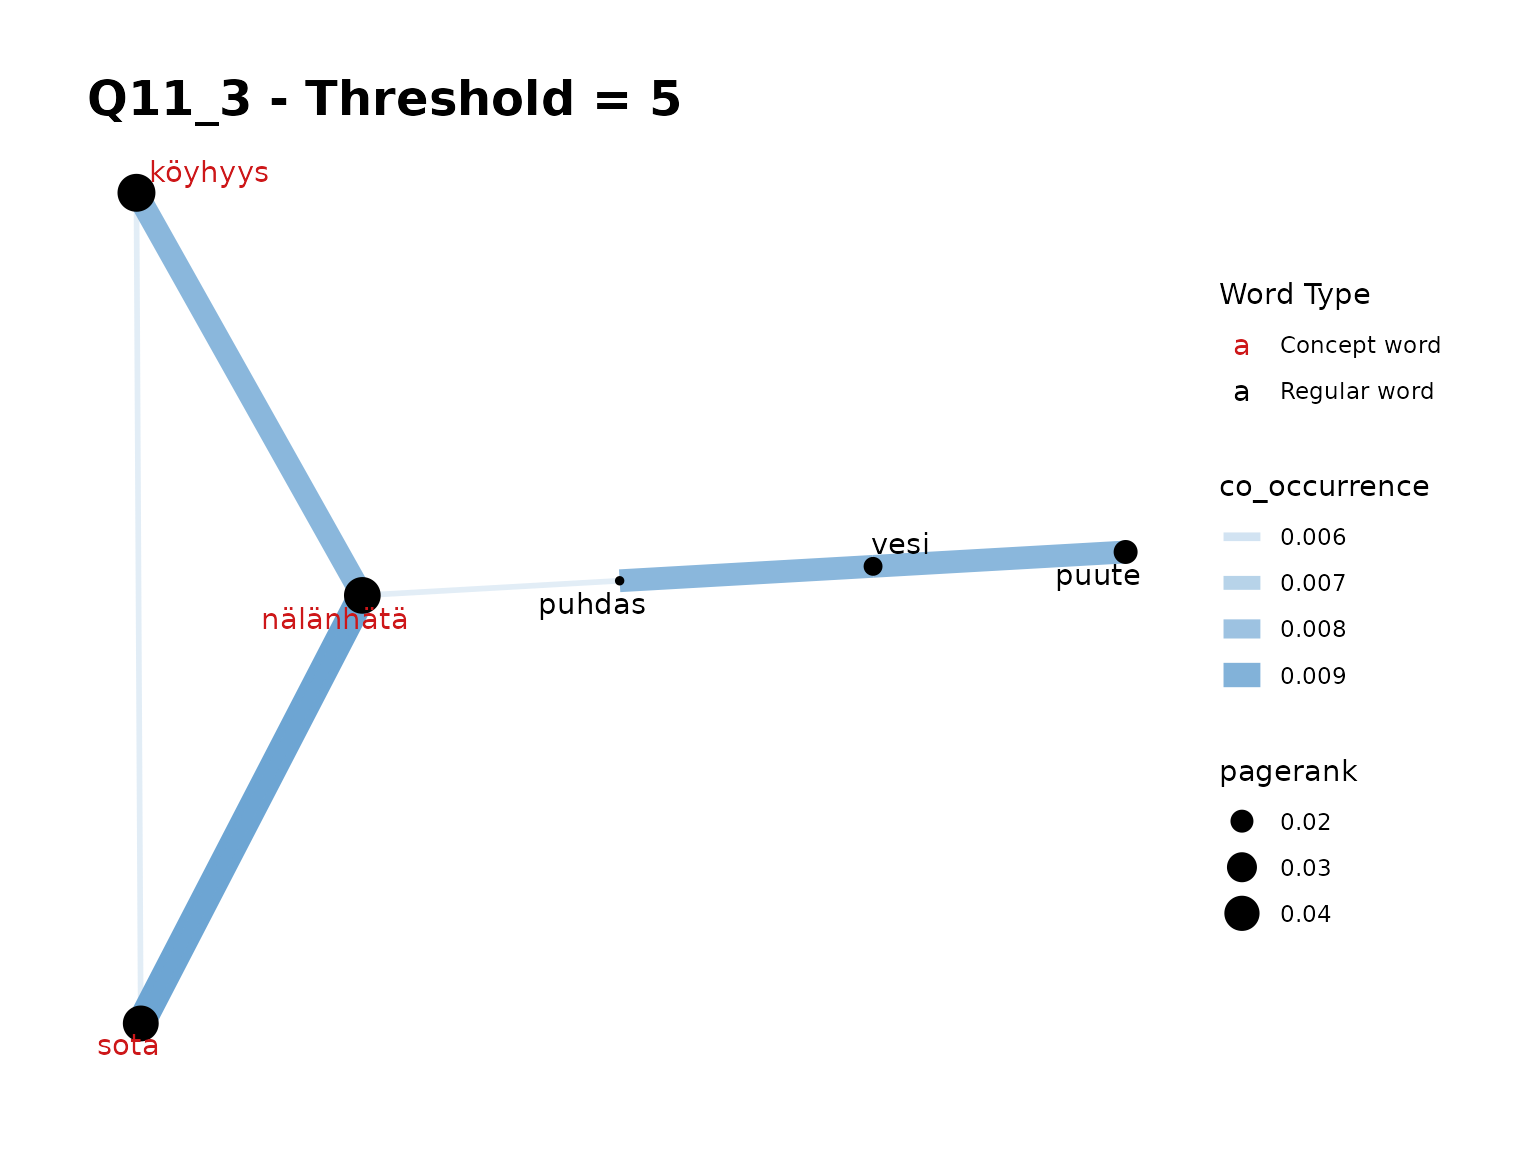 Q11_3 - Threshold = 5
köyhyys
nälänhätä
puhdas
vesi
puute
sota
Word Type
a Concept word
a Regular word
co_occurrence
0.006
0.007
0.008
0.009
pagerank
0.02
0.03
0.04